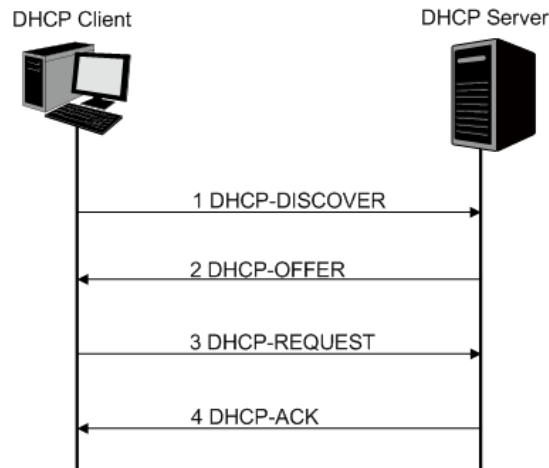 DHCP Client
DHCP Server
1 DHCP-DISCOVER
2 DHCP-OFFER
3 DHCP-REQUEST
4 DHCP-ACK